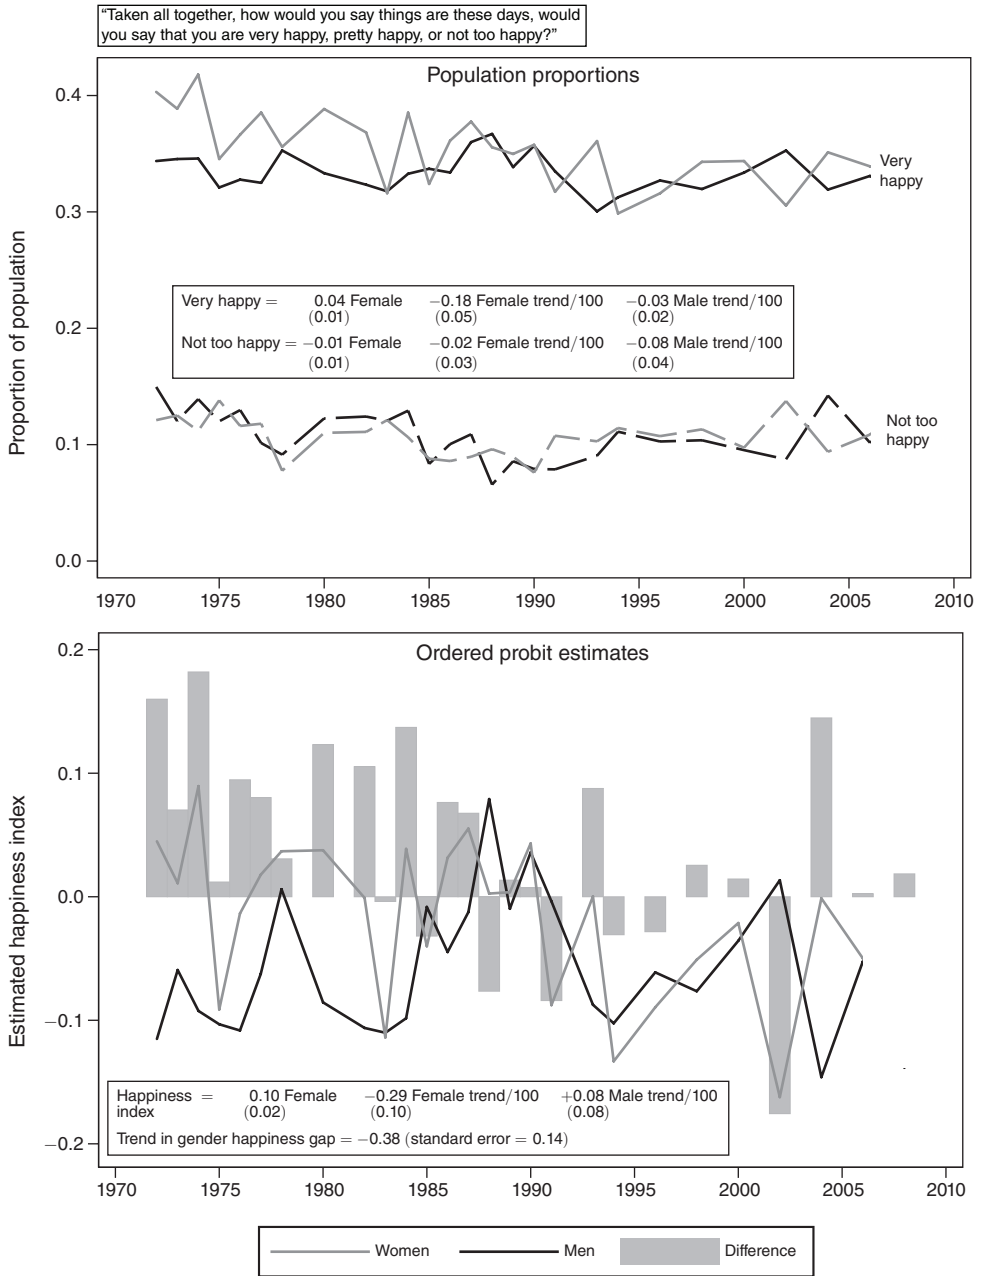 “Taken all together, how would you say things are these days, would
you say that you are very happy, pretty happy, or not too happy?”
Population proportions
Proportion of population
0.4
0.3
0.2
0.1
0.0
Very
happy
Very happy = 0.04 Female −0.18 Female trend/100 −0.03 Male trend/100
(0.01) (0.05) (0.02)
Not too happy = −0.01 Female −0.02 Female trend/100 −0.08 Male trend/100
(0.01) (0.03) (0.04)
Not too
happy
1970 1975 1980 1985 1990 1995 2000 2005 2010
Ordered probit estimates
Estimated happiness index
0.2
0.1
0.0
−0.1
−0.2
Happiness = 0.10 Female −0.29 Female trend/100 +0.08 Male trend/100
index (0.02) (0.10) (0.08)
Trend in gender happiness gap = −0.38 (standard error = 0.14)
1970 1975 1980 1985 1990 1995 2000 2005 2010
Women Men Difference